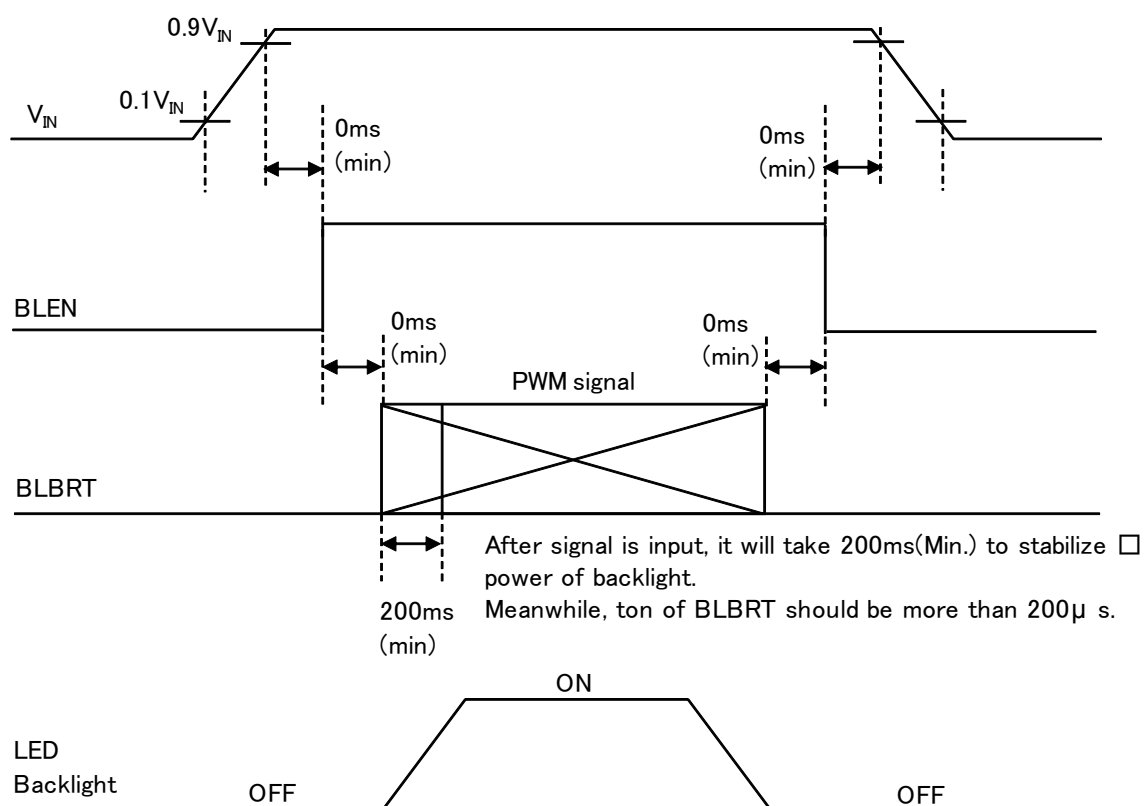 0.9VIN
0.1VIN
VIN
0ms
(min)
0ms
(min)
BLEN
0ms
(min)
0ms
(min)
PWM signal
BLBRT
After signal is input, it will take 200ms(Min.) to stabilize □
power of backlight.
Meanwhile, ton of BLBRT should be more than 200μ s.
200ms
(min)
ON
LED
Backlight
OFF
OFF